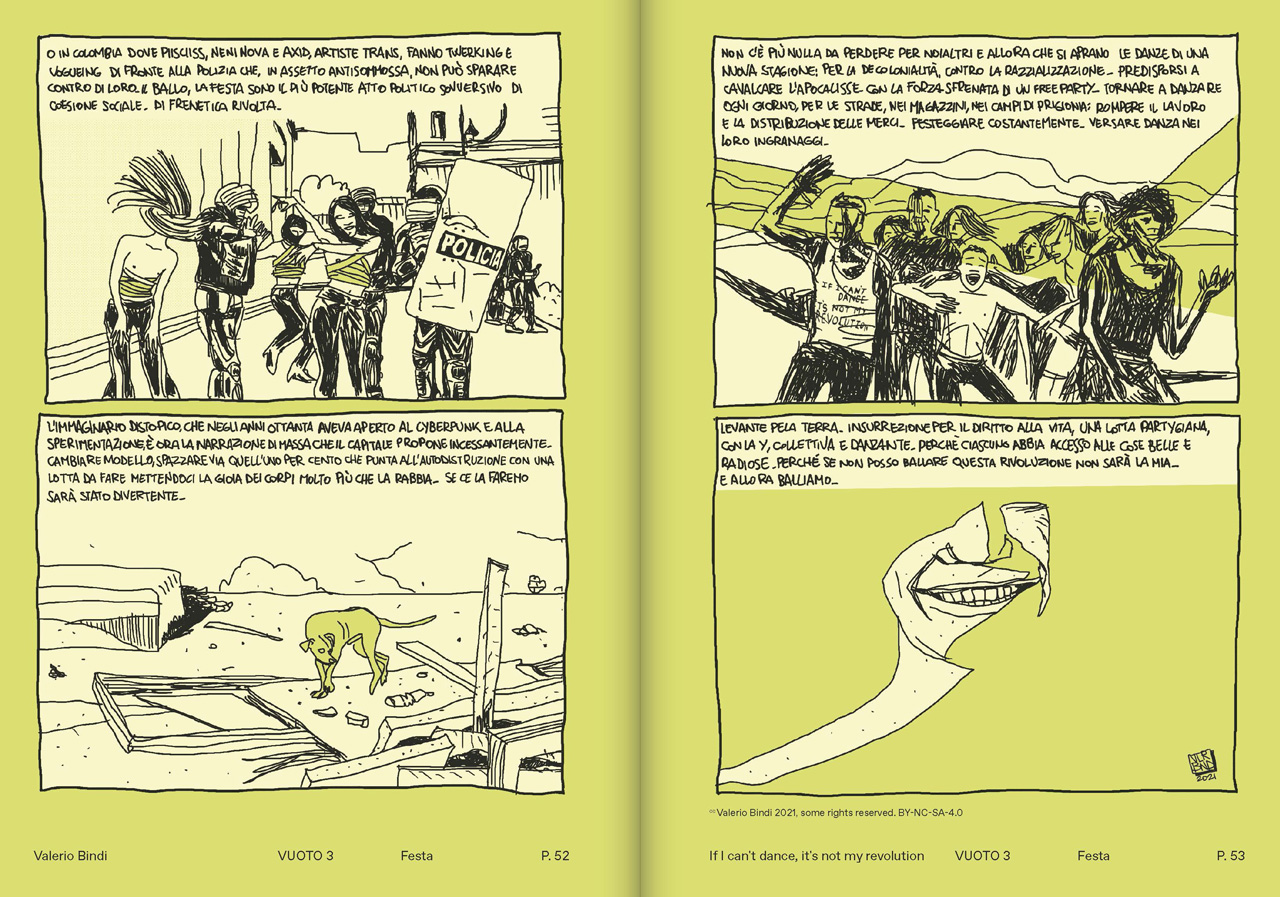 O IN COLOMBIA DOVE PIISCIISS, NENI NOVA E AXID, ARTISTE TRANS, FANNO TWERKING E
VOGUEING DI FRONTE ALLA POLIZIA CHE, IN ASSETTO ANTISOMMOSSA, NON PUÒ SPARARE
CONTRO DI LORO... IL BALLO, LA FESTA SONO IL PIÙ POTENTE ATTO POLITICO SOVVERSIVO DI
COESIONE SOCIALE... DI FRENETICA RIVOLTA...
POLICIA
L'IMMAGINARIO DISTOPICO, CHE NEGLI ANNI OTTANTA AVEVA APERTO AL CYBERPUNK E ALLA
SPERIMENTAZIONE, È ORA LA NARRAZIONE DI MASSA CHE IL CAPITALE PROPONE INCESSANTEMENTE...
CAMBIARE MODELLO, SPAZZARE VIA QUELL'UNO PER CENTO CHE PUNTA ALL'AUTODISTRUZIONE CON UNA
LOTTA DA FARE METTENDOCI LA GIOIA DEI CORPI MOLTO PIÙ CHE LA RABBIA... SE CE LA FAREMO
SARÀ STATO DIVERTENTE...
Valerio Bindi VUOTO 3 Festa P. 52
NON C'È PIÙ NULLA DA PERDERE PER NOIALTRI E ALLORA CHE SI APRANO LE DANZE DI UNA
NUOVA STAGIONE: PER LA DECOLONIALITÀ, CONTRO LA RAZZIALIZZAZIONE... PREDISPORSI A
CAVALCARE L'APOCALISSE CON LA FORZA SFRENATA DI UN FREE PARTY... TORNARE A DANZARE
OGNI GIORNO, PER LE STRADE, NEI MAGAZZINI, NEI CAMPI DI PRIGIONIA: ROMPERE IL LAVORO
E LA DISTRIBUZIONE DELLE MERCI... FESTEGGIARE COSTANTEMENTE... VERSARE DANZA NEI
LORO INGRANAGGI...
IF I CAN'T
DANCE
IT'S NOT MY
REVOLUTION
LEVANTE PELA TERRA... INSURREZIONE PER IL DIRITTO ALLA VITA, UNA LOTTA PARTYGIANA,
CON LA Y, COLLETTIVA E DANZANTE... PERCHÈ CIASCUNO ABBIA ACCESSO ALLE COSE BELLE E
RADIOSE... PERCHÉ SE NON POSSO BALLARE QUESTA RIVOLUZIONE NON SARÀ LA MIA...
E ALLORA BALLIAMO...
2021
Valerio Bindi 2021, some rights reserved. BY-NC-SA-4.0
If I can't dance, it's not my revolution VUOTO 3 Festa P. 53